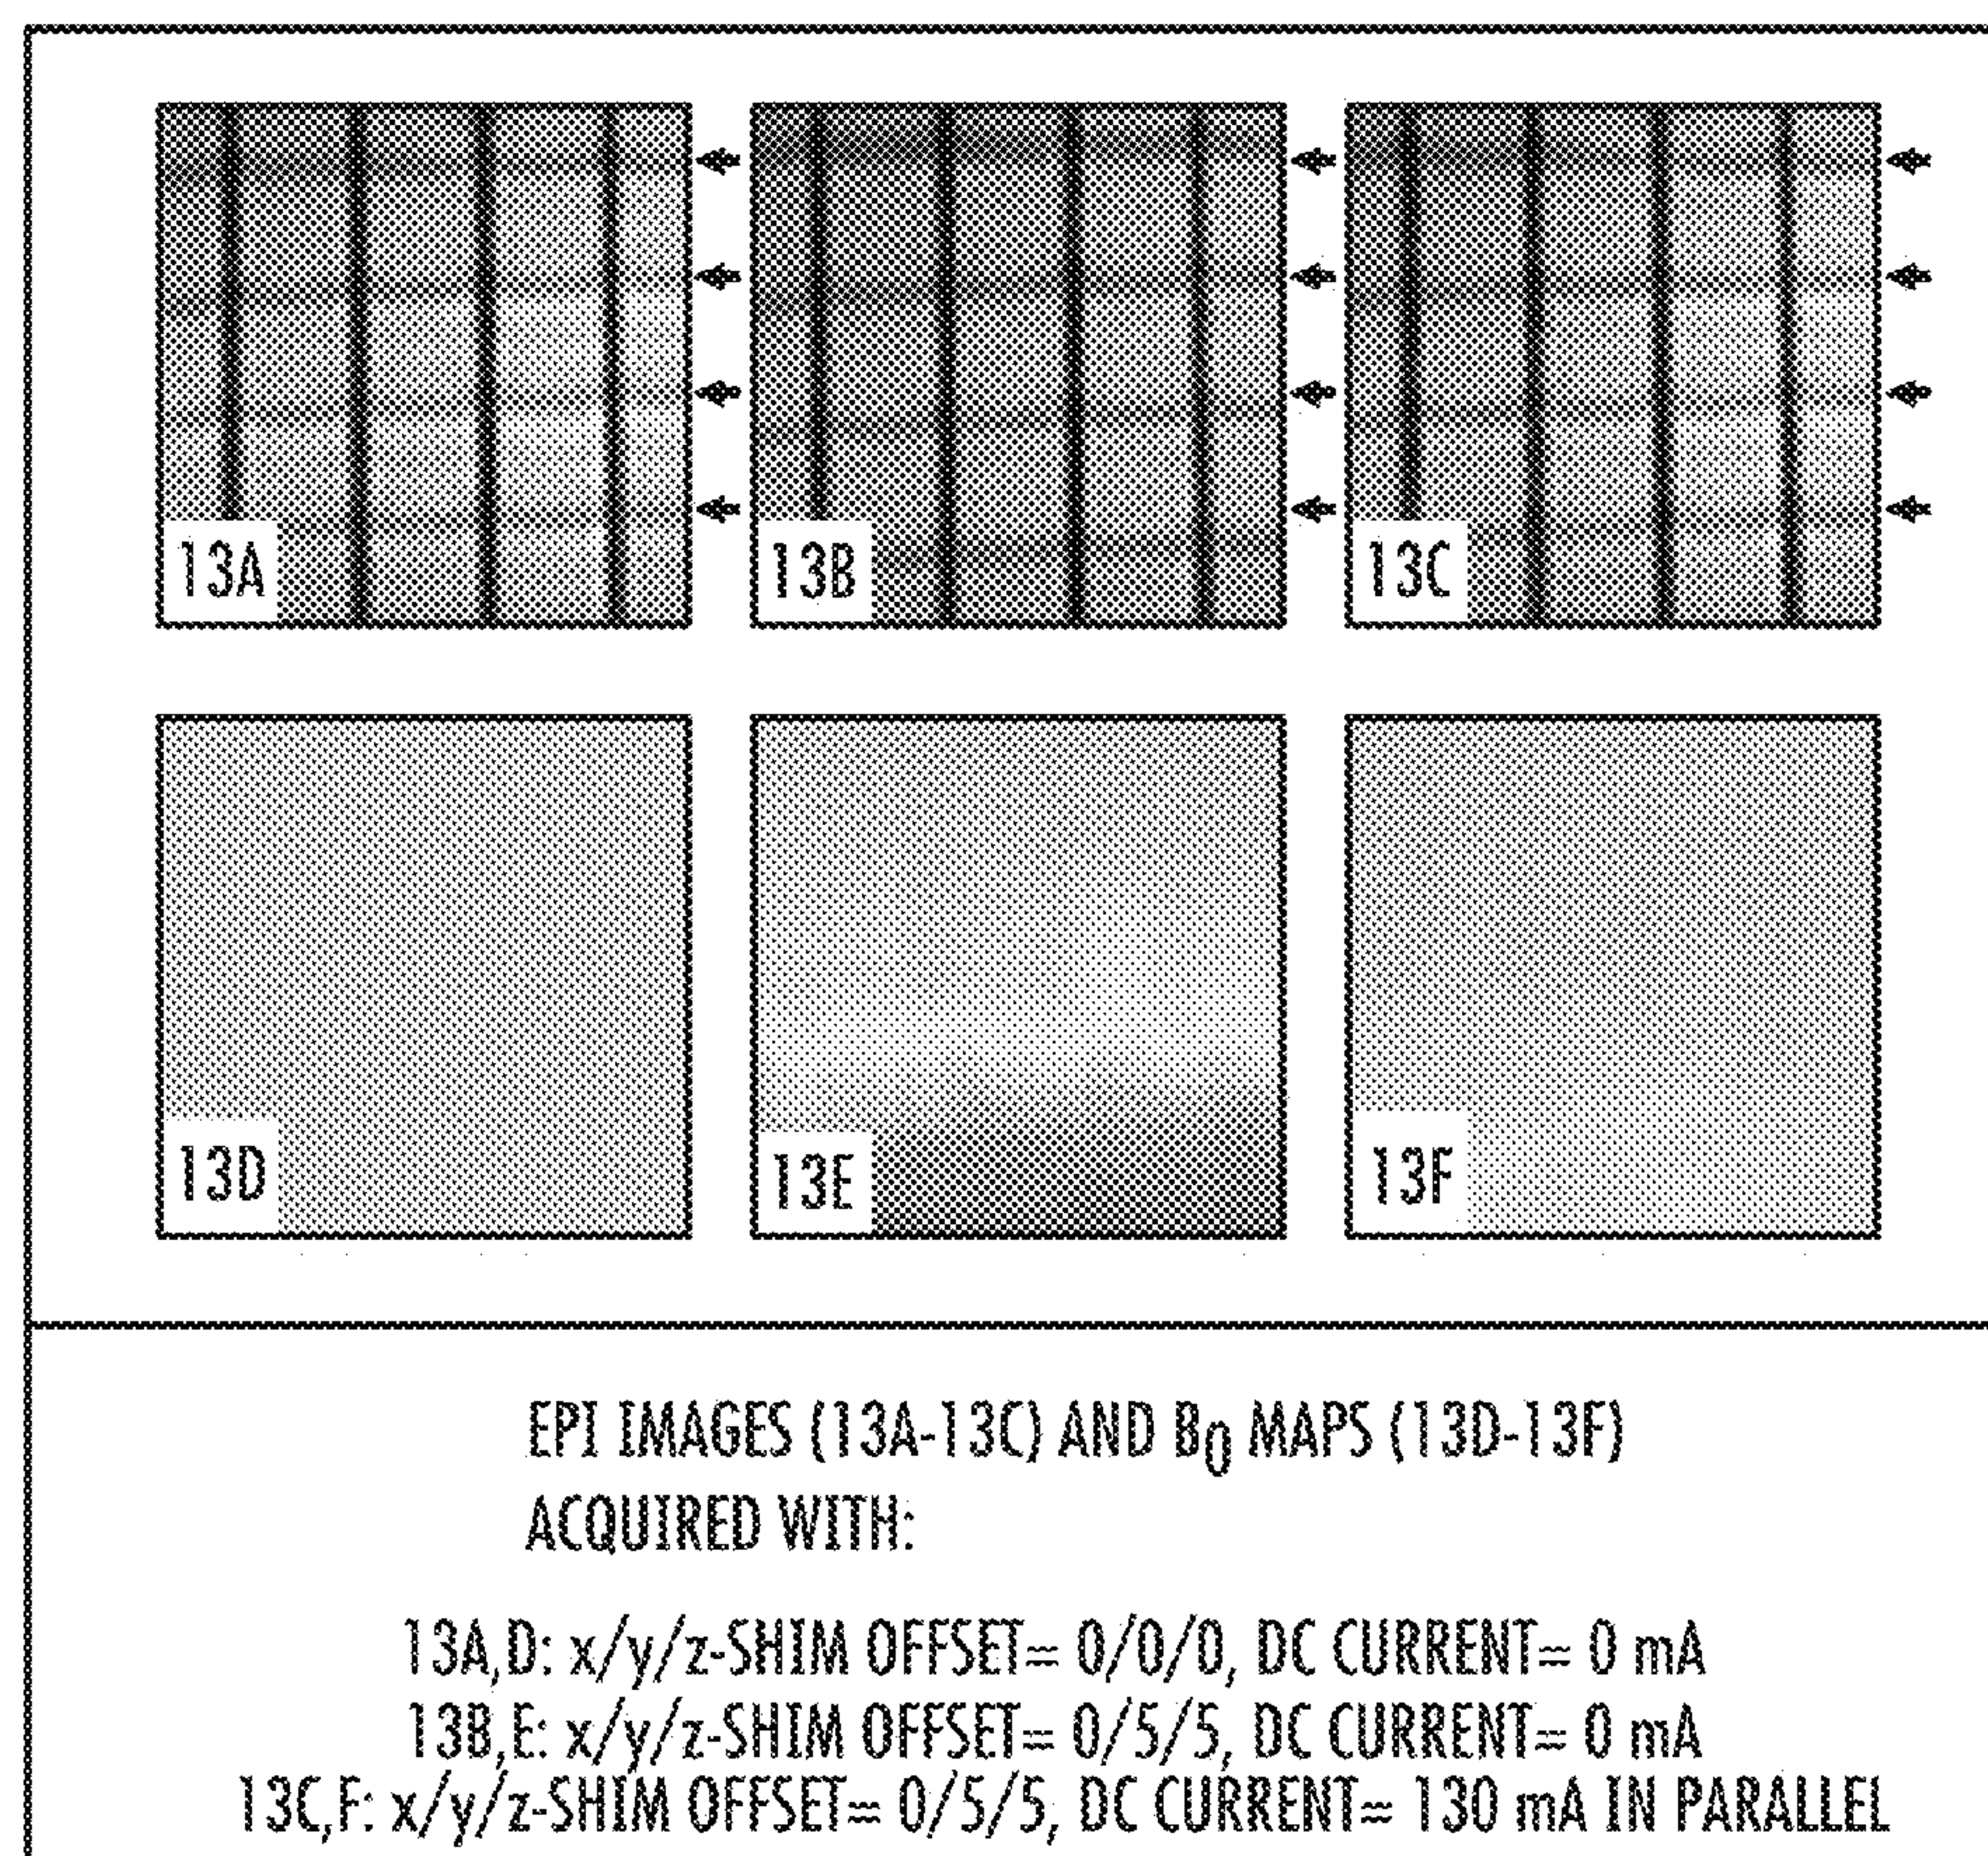 13A
13B
13C
13D
13E
13F
EPI IMAGES (13A-13C) AND B0 MAPS (13D-13F)
ACQUIRED WITH:
13A,D: x/y/z-SHIM OFFSET= 0/0/0, DC CURRENT= 0 mA
13B,E: x/y/z-SHIM OFFSET= 0/5/5, DC CURRENT= 0 mA
13C,F: x/y/z-SHIM OFFSET= 0/5/5, DC CURRENT= 130 mA IN PARALLEL